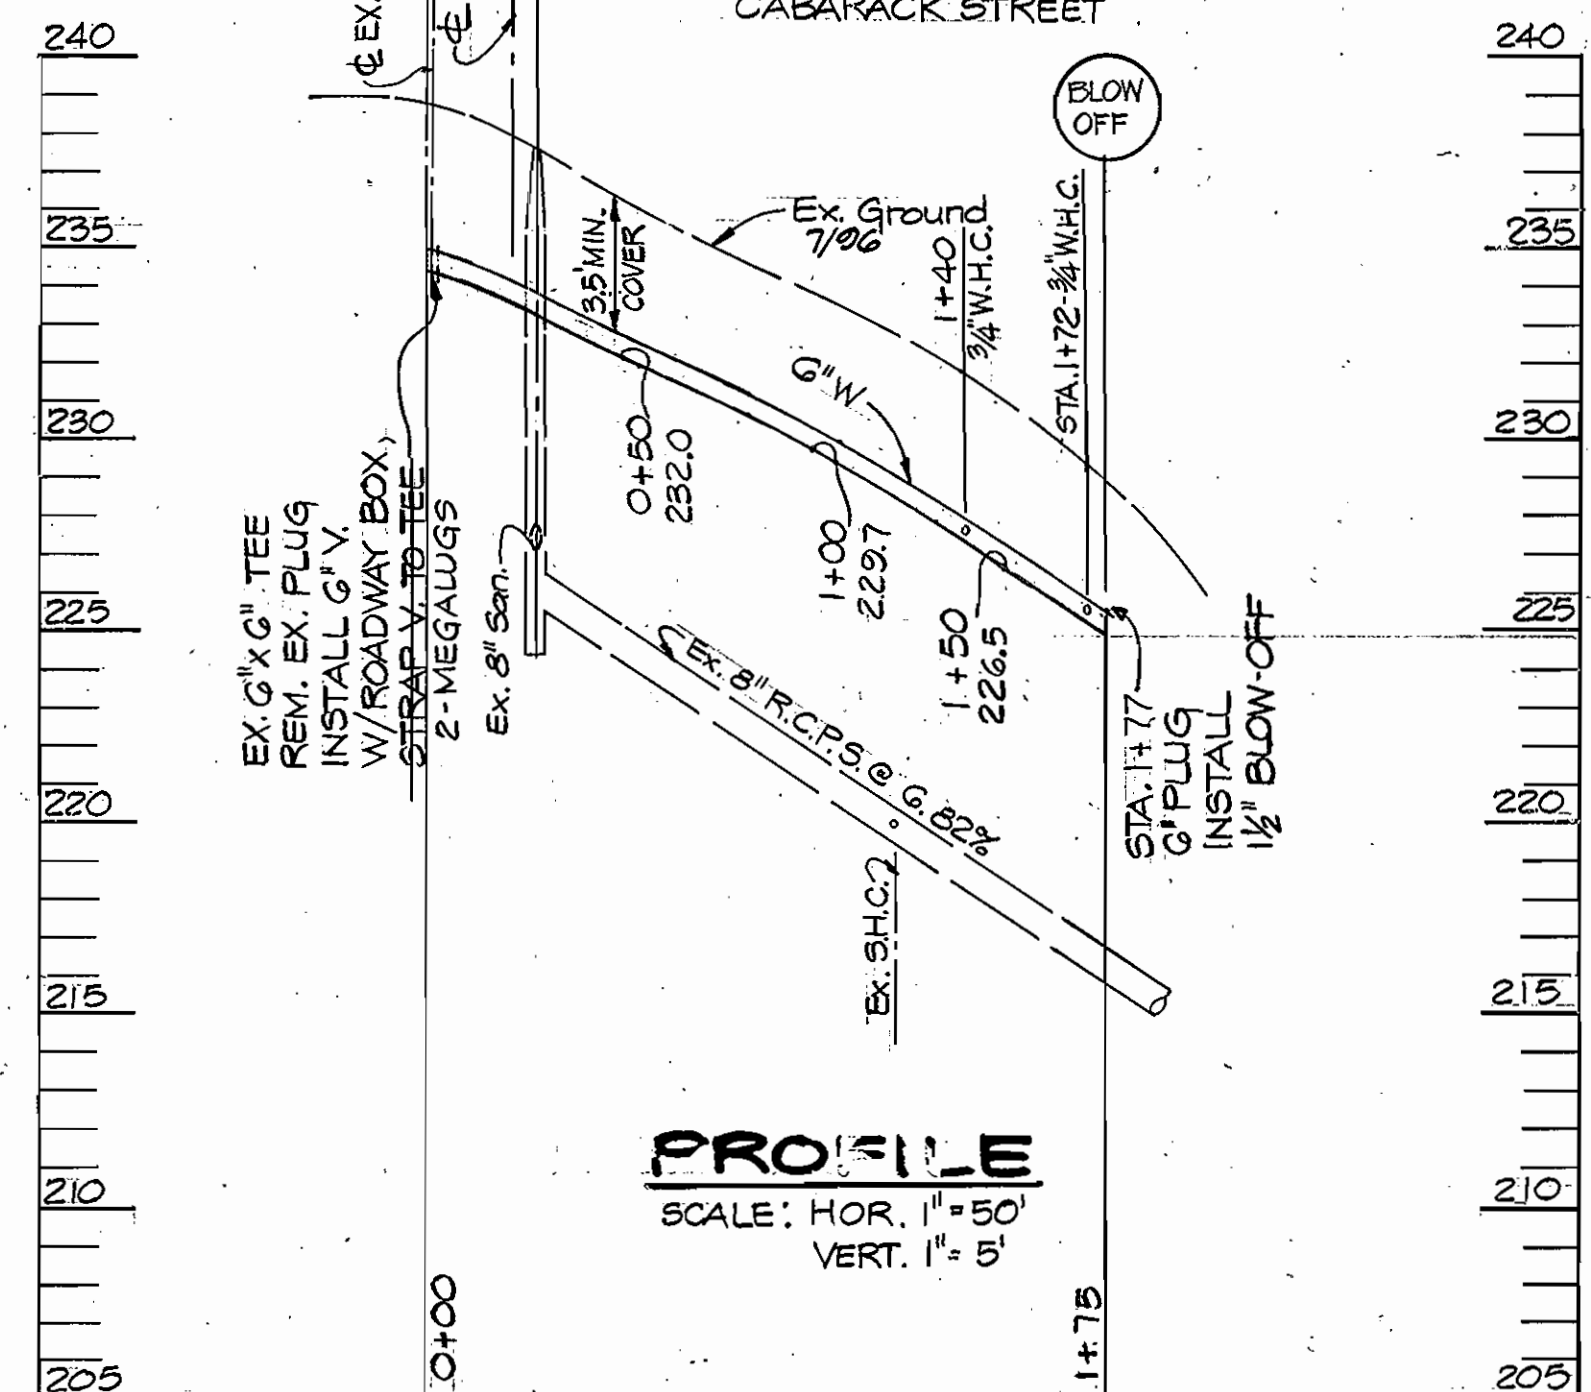 CABARACK STREET
℄ EX.
℄
240
235
230
225
220
215
210
205
240
235
230
225
220
215
210
205
BLOW
OFF
Ex. Ground
7/96
3.5' MIN.
COVER
1+40
3/4" W.H.C.
STA. 1+72-3/4" W.H.C.
6" W
0+50
232.0
1+00
229.7
1+50
226.5
EX. 6" x 6" TEE
REM. EX. PLUG
INSTALL 6" V.
W/ROADWAY BOX,
STRAP V. TO TEE
2-MEGALUGS
Ex. 8" San.
Ex. 8" R.C.P.S. @ 6.82%
Ex. S.H.C.
STA. 1+77
6" PLUG
INSTALL
1½" BLOW-OFF
PROFILE
SCALE: HOR. 1"=50'
VERT. 1"=5'
0+00
1+75